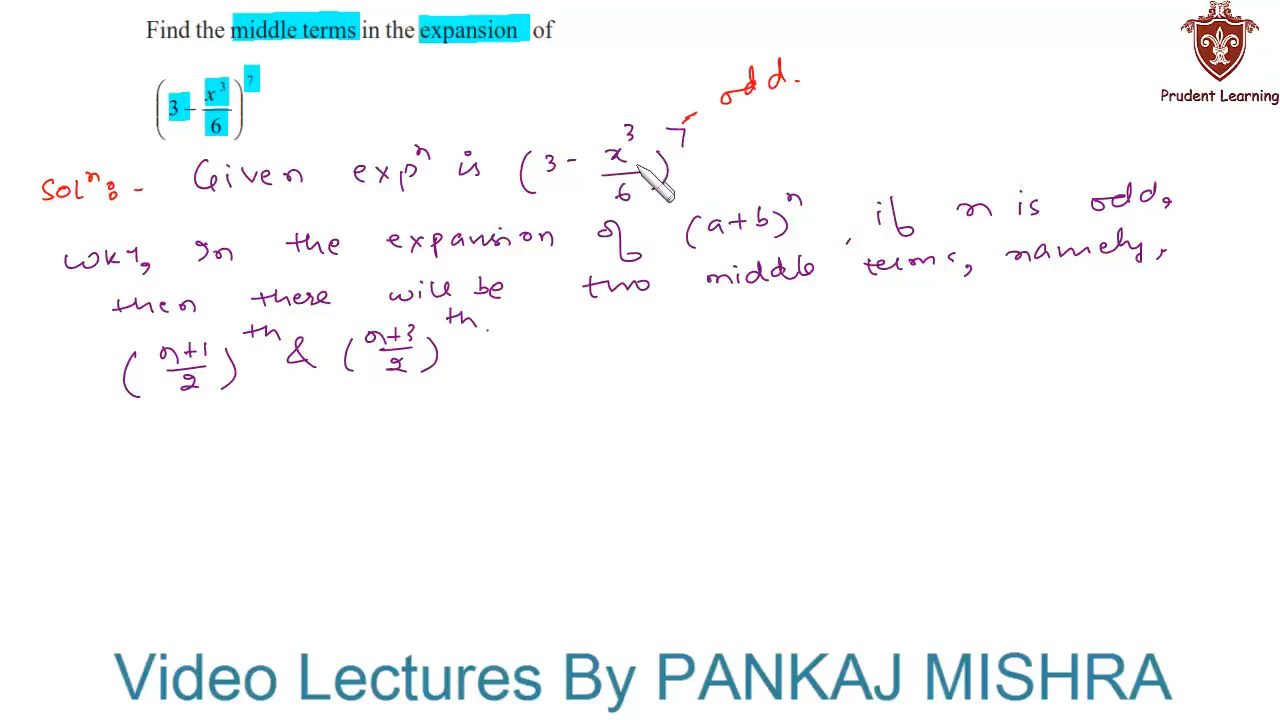 Find the middle terms in the expansion of
(3 - x³/6)⁷
Prudent Learning
odd.
Solⁿ:- Given expⁿ is (3 - x³/6)⁷
WKT, In the expansion of (a+b)ⁿ, if n is odd,
then there will be two middle terms, namely,
((n+1)/2)th & ((n+3)/2)th.
Video Lectures By PANKAJ MISHRA